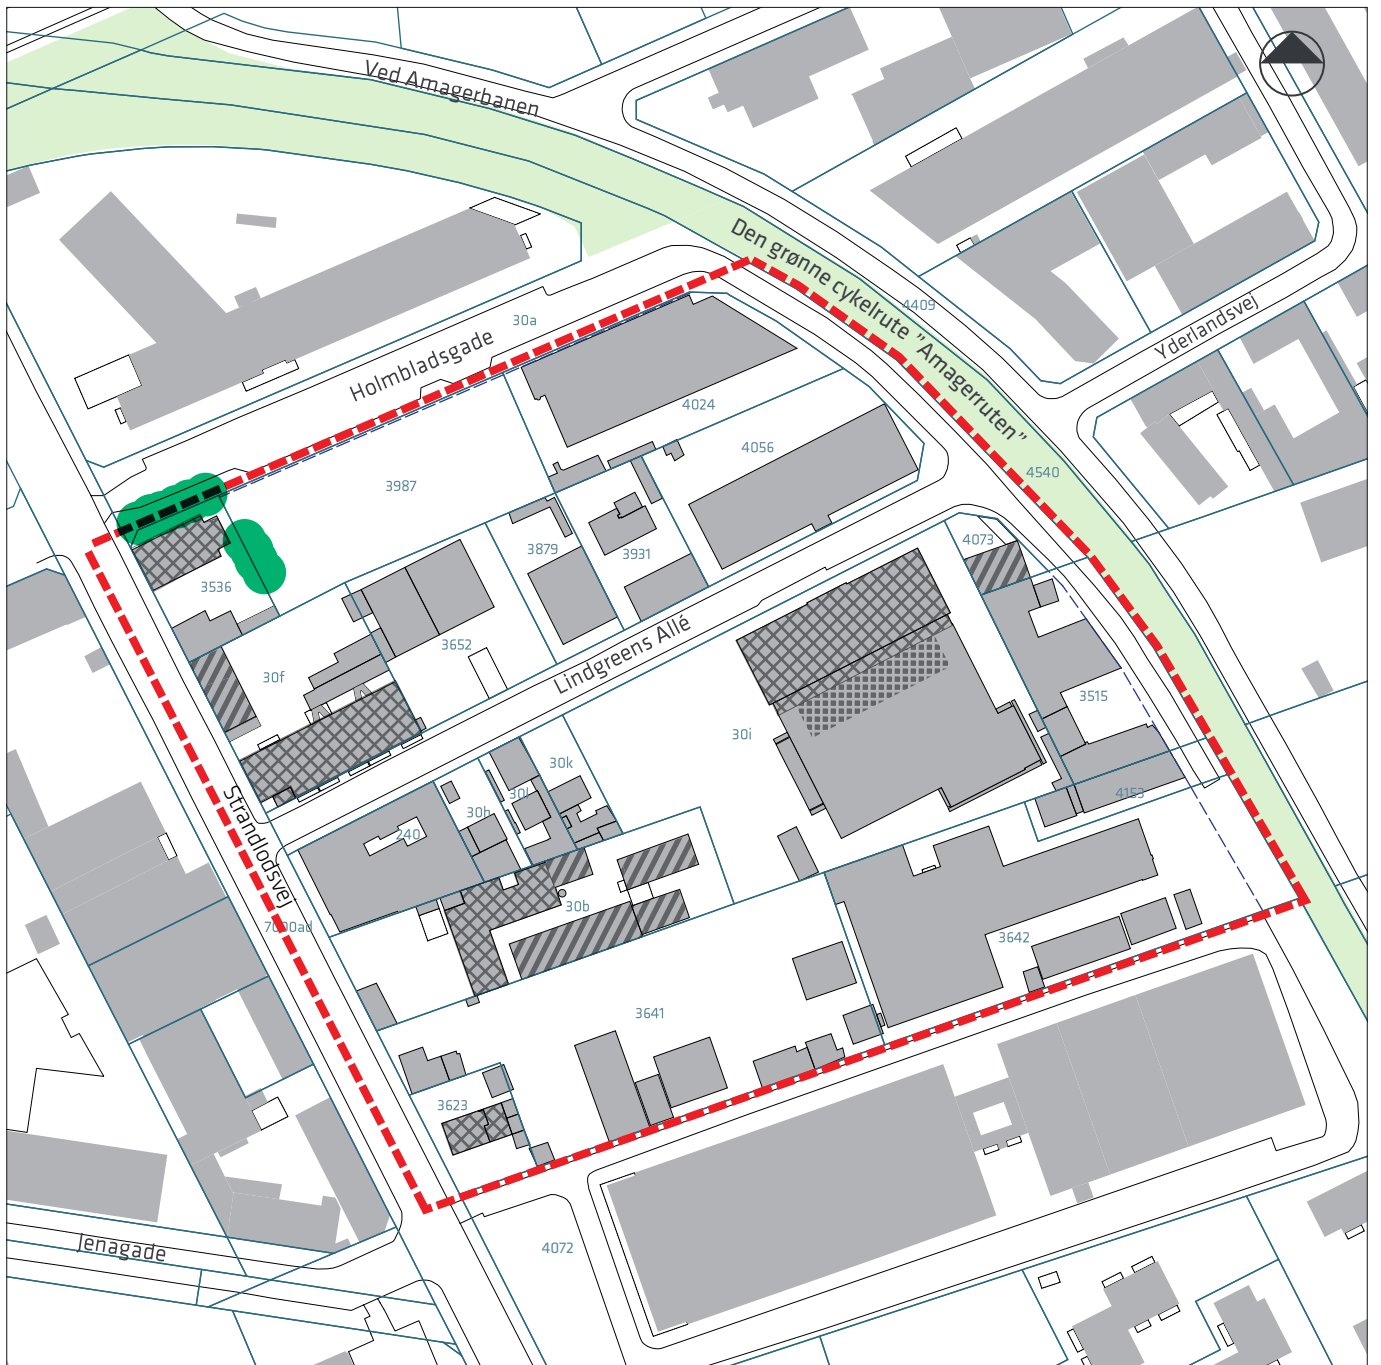 Ved Amagerbanen
Den grønne cykelrute "Amagerruten"
4409
30a
Yderlandsvej
Holmbladsgade
4024
4056
4540
3987
4073
3879
3931
3536
3652
Lindgreens Allé
30f
3515
30i
30k
Strandlodsvej
30l
4153
30h
240
30b
7000ad
3642
3641
3623
Jenagade
4072